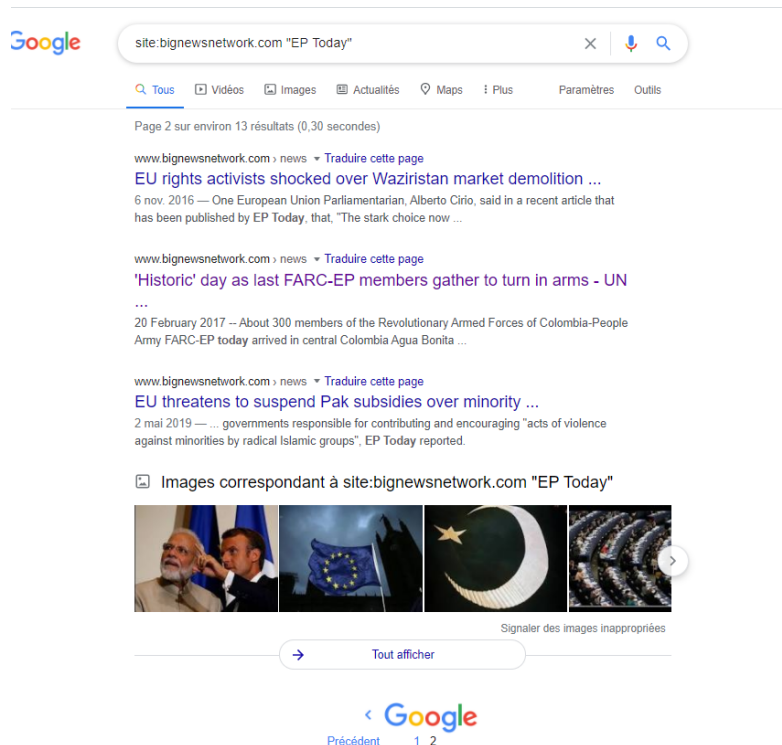 Google
site:bignewsnetwork.com "EP Today"
Tous Vidéos Images Actualités Maps Plus Paramètres Outils
Page 2 sur environ 13 résultats (0,30 secondes)
www.bignewsnetwork.com › news Traduire cette page
EU rights activists shocked over Waziristan market demolition ...
6 nov. 2016 — One European Union Parliamentarian, Alberto Cirio, said in a recent article that
has been published by EP Today, that, "The stark choice now ...
www.bignewsnetwork.com › news Traduire cette page
'Historic' day as last FARC-EP members gather to turn in arms - UN
...
20 February 2017 -- About 300 members of the Revolutionary Armed Forces of Colombia-People
Army FARC-EP today arrived in central Colombia Agua Bonita ...
www.bignewsnetwork.com › news Traduire cette page
EU threatens to suspend Pak subsidies over minority ...
2 mai 2019 — ... governments responsible for contributing and encouraging "acts of violence
against minorities by radical Islamic groups", EP Today reported.
Images correspondant à site:bignewsnetwork.com "EP Today"
Signaler des images inappropriées
Tout afficher
‹ Google
Précédent 1 2